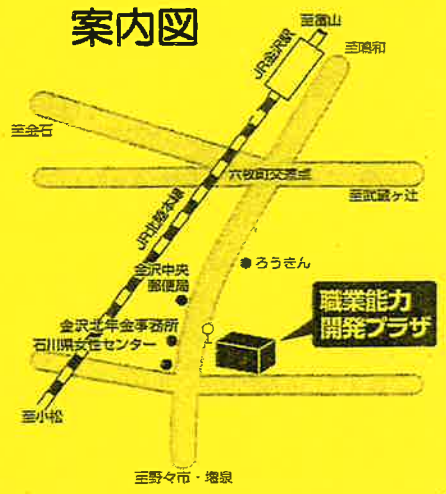 案内図
至富山
JR金沢駅
至鳴和
至金石
六枚町交差点
至武蔵ヶ辻
JR北陸本線
ろうきん
金沢中央
郵便局
職業能力
開発プラザ
金沢北年金事務所
石川県女性センター
至小松
至野々市・増泉